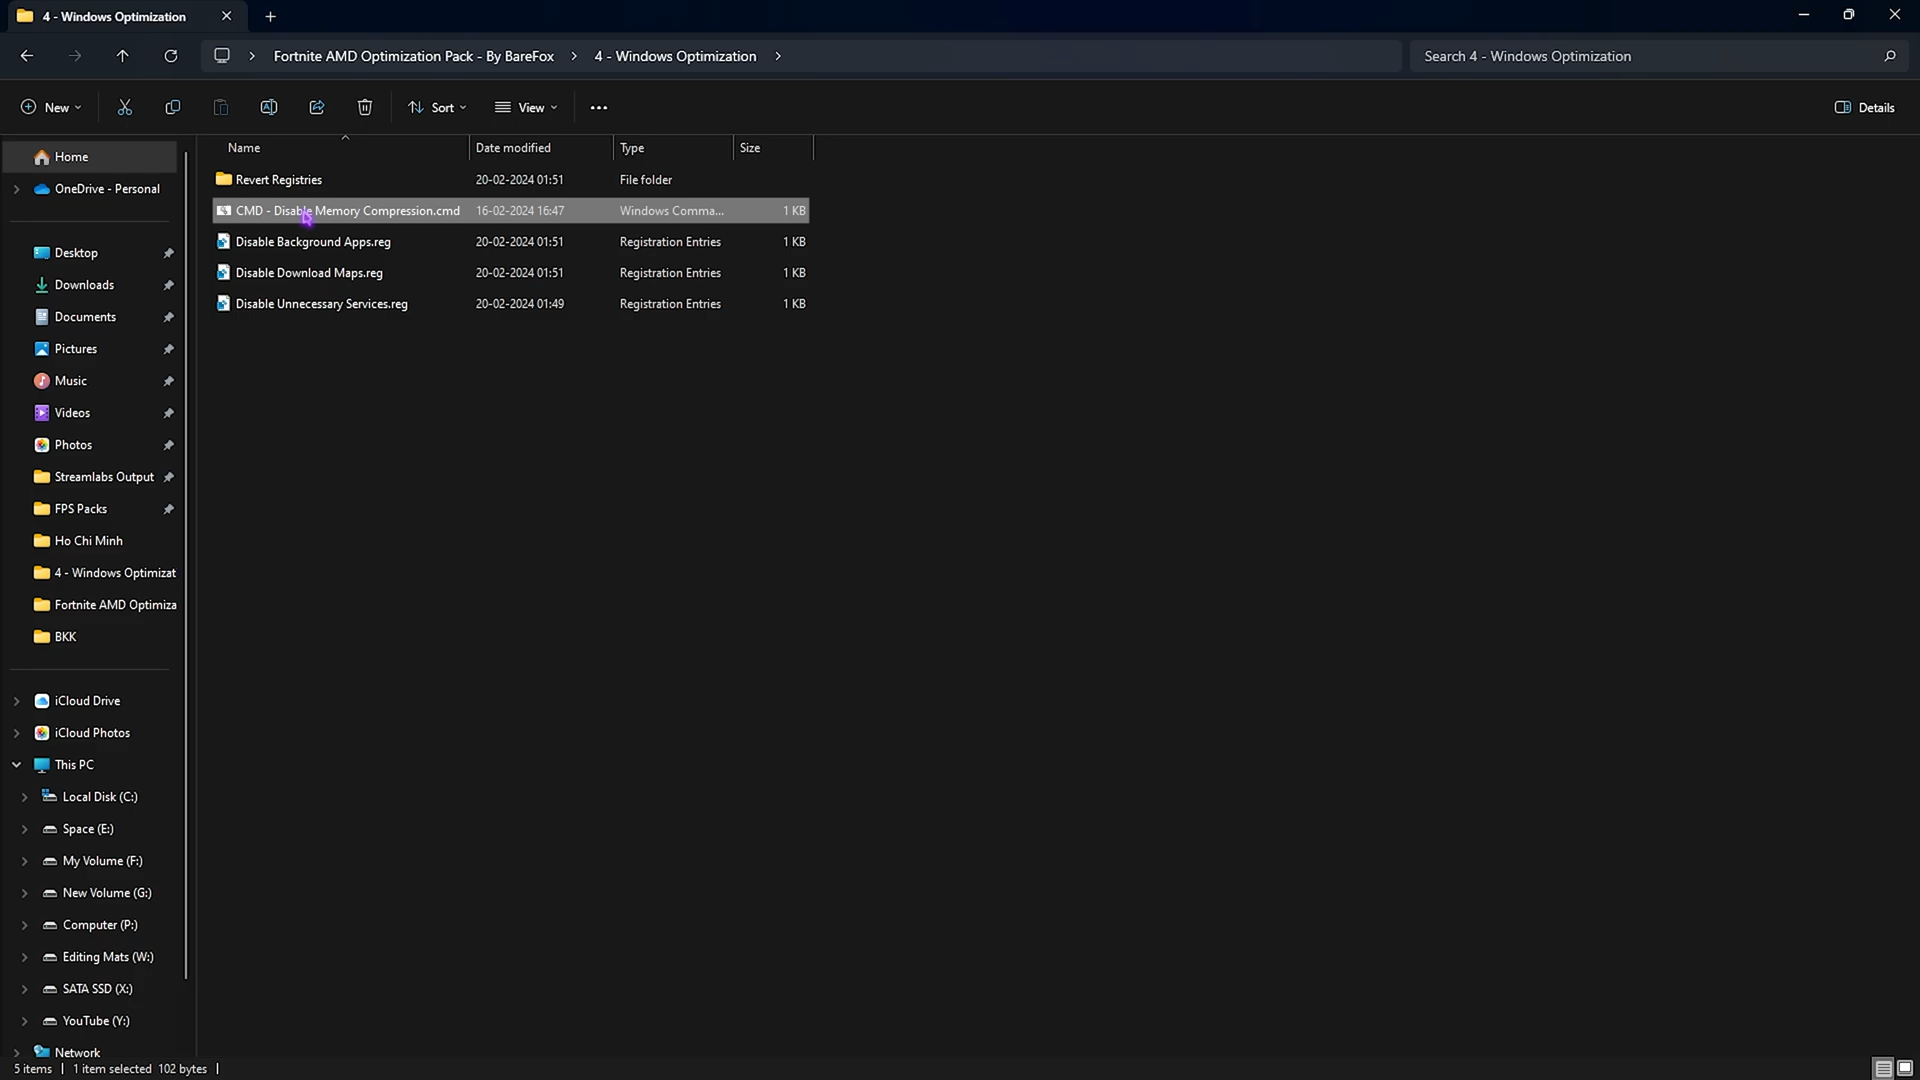 4 - Windows Optimization
Fortnite AMD Optimization Pack - By BareFox
4 - Windows Optimization
Search 4 - Windows Optimization
New
Sort
View
Details
Name
Date modified
Type
Size
Home
OneDrive - Personal
Desktop
Downloads
Documents
Pictures
Music
Videos
Photos
Streamlabs Output
FPS Packs
Ho Chi Minh
4 - Windows Optimizat
Fortnite AMD Optimiza
BKK
iCloud Drive
iCloud Photos
This PC
Local Disk (C:)
Space (E:)
My Volume (F:)
New Volume (G:)
Computer (P:)
Editing Mats (W:)
SATA SSD (X:)
YouTube (Y:)
Network
Revert Registries 20-02-2024 01:51 File folder
CMD - Disable Memory Compression.cmd 16-02-2024 16:47 Windows Comma... 1 KB
Disable Background Apps.reg 20-02-2024 01:51 Registration Entries 1 KB
Disable Download Maps.reg 20-02-2024 01:51 Registration Entries 1 KB
Disable Unnecessary Services.reg 20-02-2024 01:49 Registration Entries 1 KB
5 items 1 item selected 102 bytes